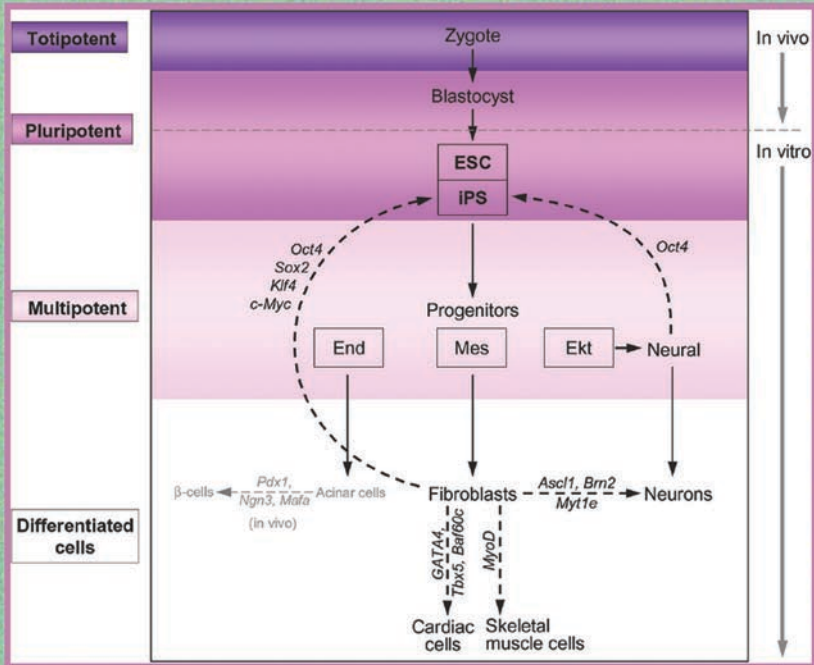 Totipotent
Zygote
In vivo
Blastocyst
Pluripotent
In vitro
ESC
iPS
Oct4
Sox2
Klf4
c-Myc
Oct4
Multipotent
Progenitors
End
Mes
Ekt
Neural
β-cells
Pdx1,
Ngn3, Mafa
Acinar cells
(in vivo)
Fibroblasts
Ascl1, Brn2
Myt1e
Neurons
Differentiated
cells
GATA4,
Tbx5, Baf60c
MyoD
Cardiac
cells
Skeletal
muscle cells